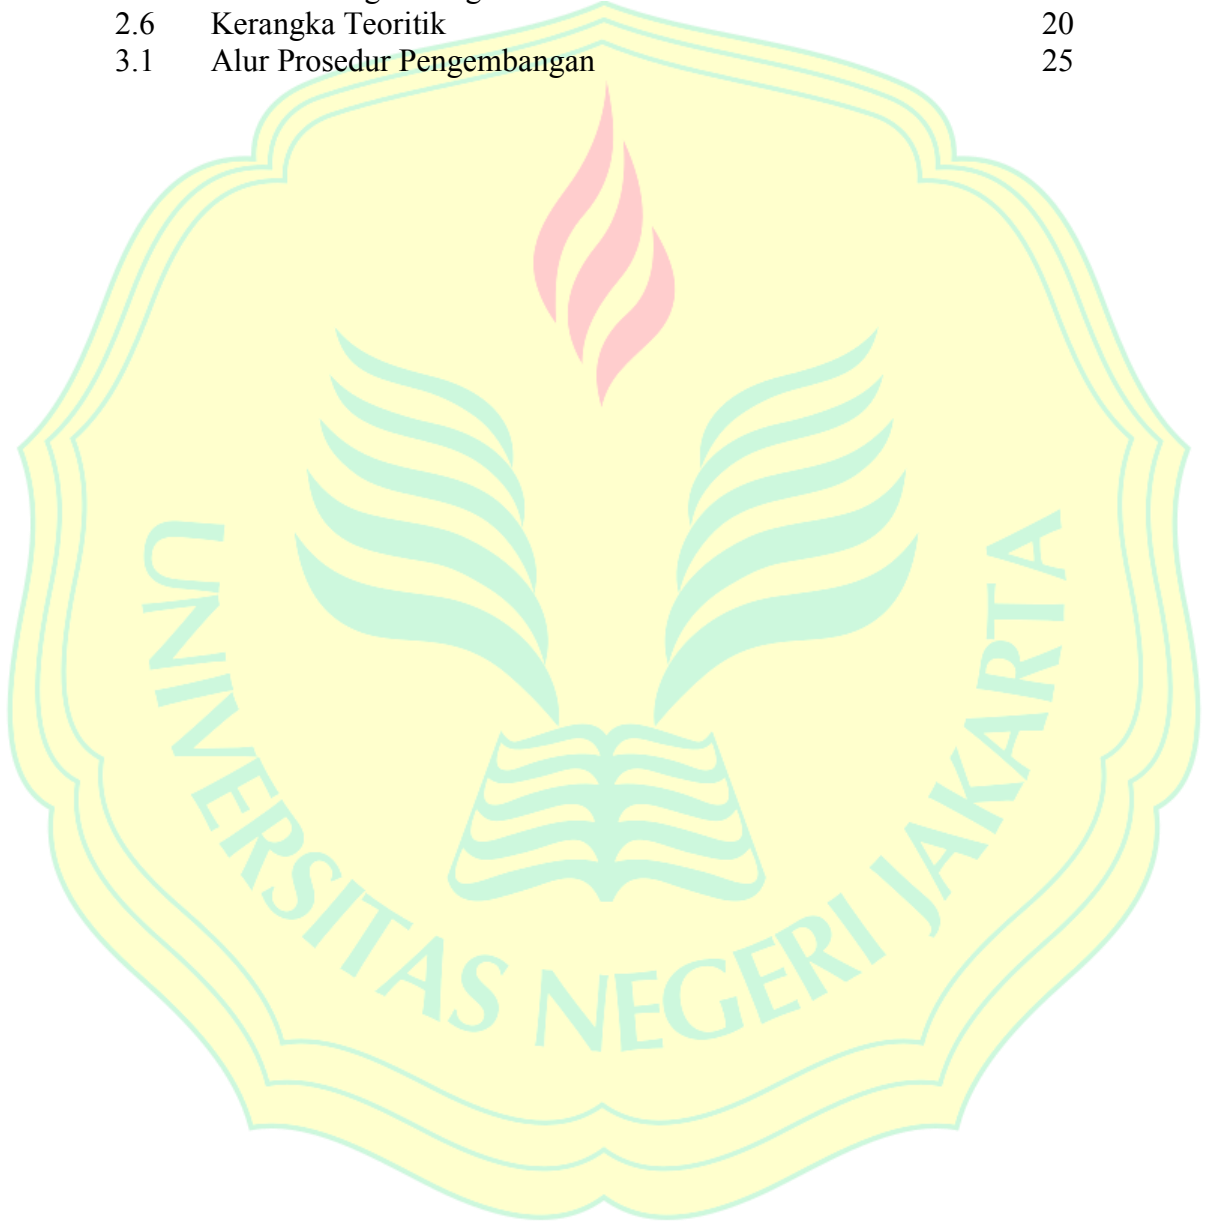 2.6 Kerangka Teoritik 20
3.1 Alur Prosedur Pengembangan 25
UNIVERSITAS NEGERI JAKARTA